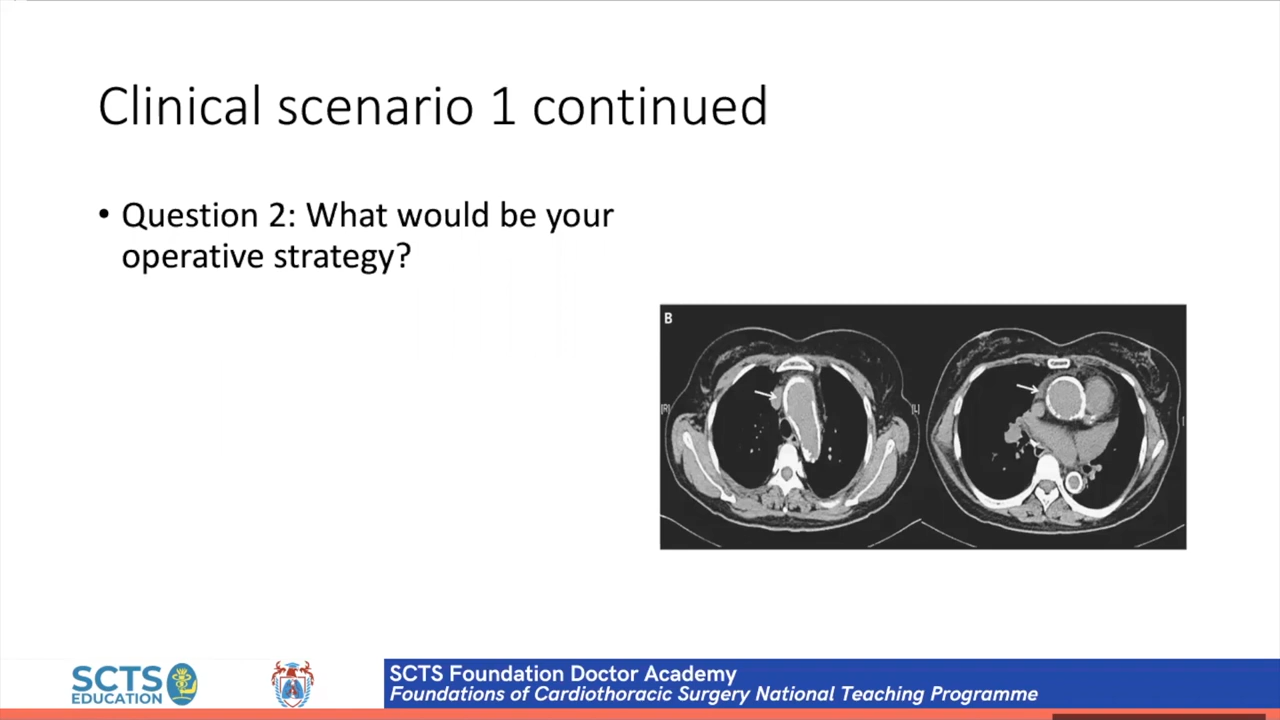 Clinical scenario 1 continued
• Question 2: What would be your
operative strategy?
B
[R]
[L]
SCTS
EDUCATION
SCTS Foundation Doctor Academy
Foundations of Cardiothoracic Surgery National Teaching Programme